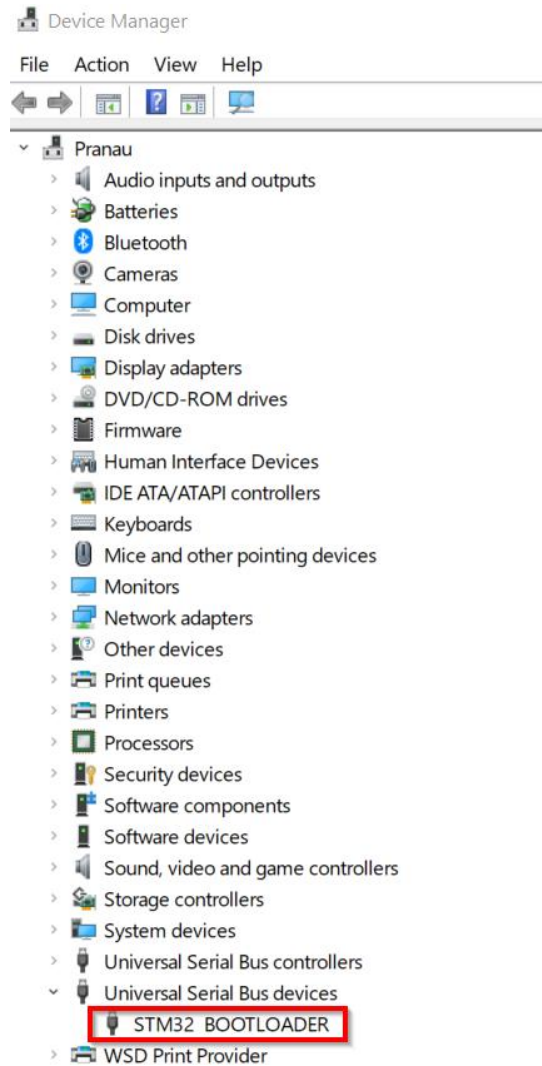 Device Manager
File Action View Help
Pranau
Audio inputs and outputs
Batteries
Bluetooth
Cameras
Computer
Disk drives
Display adapters
DVD/CD-ROM drives
Firmware
Human Interface Devices
IDE ATA/ATAPI controllers
Keyboards
Mice and other pointing devices
Monitors
Network adapters
Other devices
Print queues
Printers
Processors
Security devices
Software components
Software devices
Sound, video and game controllers
Storage controllers
System devices
Universal Serial Bus controllers
Universal Serial Bus devices
STM32 BOOTLOADER
WSD Print Provider